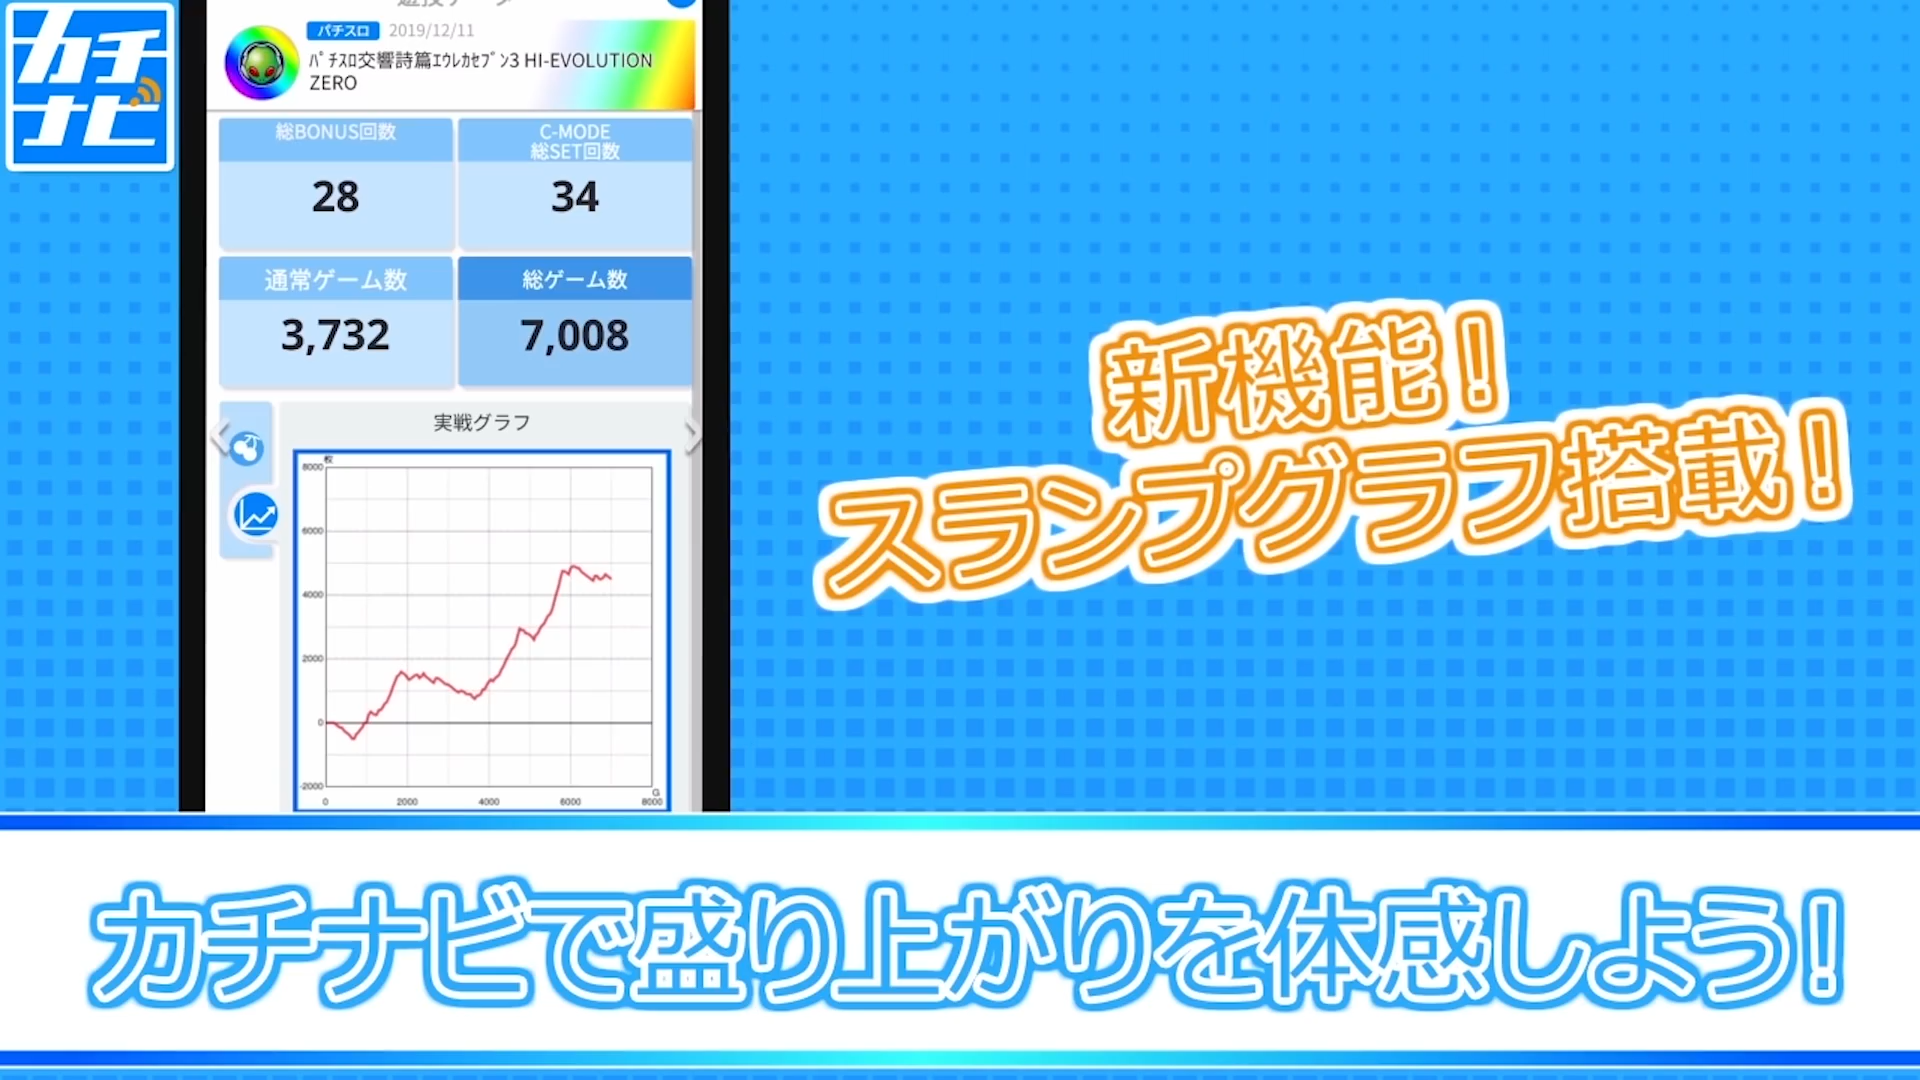 カチ
ナビ
パチスロ 2019/12/11
ﾊﾟﾁｽﾛ交響詩篇ｴｳﾚｶｾﾌﾞﾝ3 HI-EVOLUTION
ZERO
総BONUS回数
28
C-MODE
総SET回数
34
通常ゲーム数
3,732
総ゲーム数
7,008
実戦グラフ
枚
8000
6000
4000
2000
0
-2000
G
0 2000 4000 6000 8000
新機能!
スランプグラフ搭載!
カチナビで盛り上がりを体感しよう!